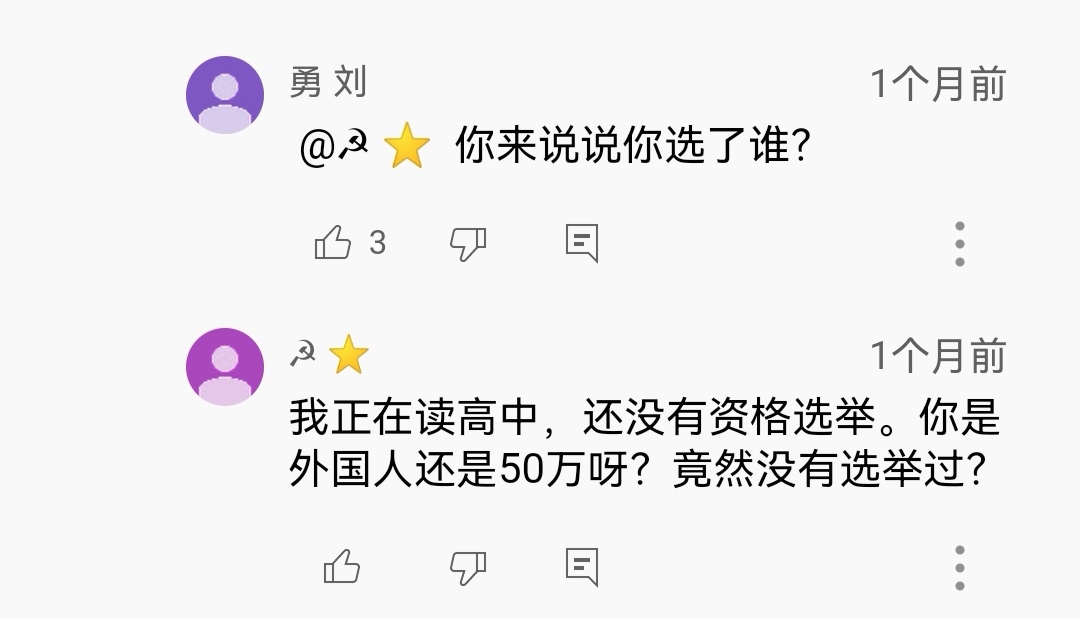 勇 刘
1个月前
@☭ ⭐ 你来说说你选了谁?
3
☭ ⭐
1个月前
我正在读高中，还没有资格选举。你是
外国人还是50万呀？竟然没有选举过？